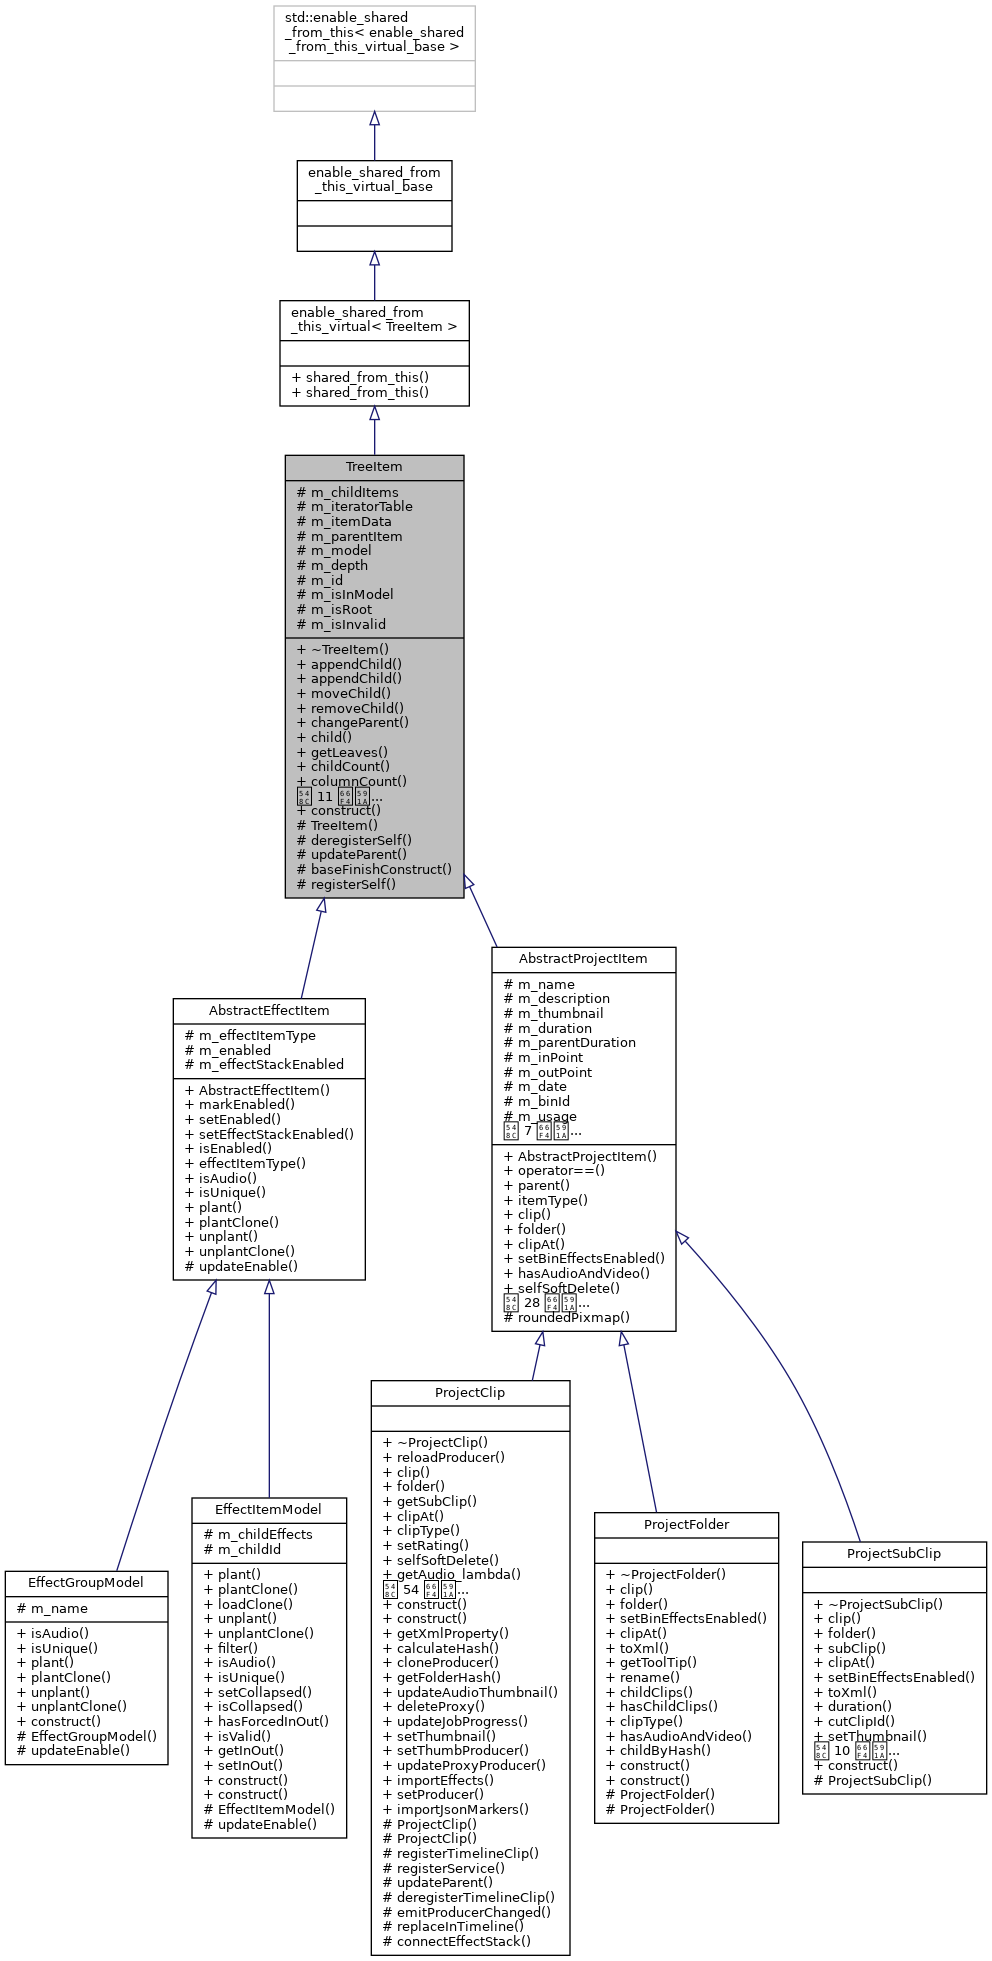 std::enable_shared
_from_this< enable_shared
_from_this_virtual_base >
enable_shared_from
_this_virtual_base
enable_shared_from
_this_virtual< TreeItem >
+ shared_from_this()
+ shared_from_this()
TreeItem
# m_childItems
# m_iteratorTable
# m_itemData
# m_parentItem
# m_model
# m_depth
# m_id
# m_isInModel
# m_isRoot
# m_isInvalid
+ ~TreeItem()
+ appendChild()
+ appendChild()
+ moveChild()
+ removeChild()
+ changeParent()
+ child()
+ getLeaves()
+ childCount()
+ columnCount()
11 ...
+ construct()
# TreeItem()
# deregisterSelf()
# updateParent()
# baseFinishConstruct()
# registerSelf()
AbstractEffectItem
# m_effectItemType
# m_enabled
# m_effectStackEnabled
+ AbstractEffectItem()
+ markEnabled()
+ setEnabled()
+ setEffectStackEnabled()
+ isEnabled()
+ effectItemType()
+ isAudio()
+ isUnique()
+ plant()
+ plantClone()
+ unplant()
+ unplantClone()
# updateEnable()
AbstractProjectItem
# m_name
# m_description
# m_thumbnail
# m_duration
# m_parentDuration
# m_inPoint
# m_outPoint
# m_date
# m_binId
# m_usage
7 ...
+ AbstractProjectItem()
+ operator==()
+ parent()
+ itemType()
+ clip()
+ folder()
+ clipAt()
+ setBinEffectsEnabled()
+ hasAudioAndVideo()
+ selfSoftDelete()
28 ...
# roundedPixmap()
EffectGroupModel
# m_name
+ isAudio()
+ isUnique()
+ plant()
+ plantClone()
+ unplant()
+ unplantClone()
+ construct()
# EffectGroupModel()
# updateEnable()
EffectItemModel
# m_childEffects
# m_childId
+ plant()
+ plantClone()
+ loadClone()
+ unplant()
+ unplantClone()
+ filter()
+ isAudio()
+ isUnique()
+ setCollapsed()
+ isCollapsed()
+ hasForcedInOut()
+ isValid()
+ getInOut()
+ setInOut()
+ construct()
+ construct()
# EffectItemModel()
# updateEnable()
ProjectClip
+ ~ProjectClip()
+ reloadProducer()
+ clip()
+ folder()
+ getSubClip()
+ clipAt()
+ clipType()
+ setRating()
+ selfSoftDelete()
+ getAudio_lambda()
54 ...
+ construct()
+ construct()
+ getXmlProperty()
+ calculateHash()
+ cloneProducer()
+ getFolderHash()
+ updateAudioThumbnail()
+ deleteProxy()
+ updateJobProgress()
+ setThumbnail()
+ setThumbProducer()
+ updateProxyProducer()
+ importEffects()
+ setProducer()
+ importJsonMarkers()
# ProjectClip()
# ProjectClip()
# registerTimelineClip()
# registerService()
# updateParent()
# deregisterTimelineClip()
# emitProducerChanged()
# replaceInTimeline()
# connectEffectStack()
ProjectFolder
+ ~ProjectFolder()
+ clip()
+ folder()
+ setBinEffectsEnabled()
+ clipAt()
+ toXml()
+ getToolTip()
+ rename()
+ childClips()
+ hasChildClips()
+ clipType()
+ hasAudioAndVideo()
+ childByHash()
+ construct()
+ construct()
# ProjectFolder()
# ProjectFolder()
ProjectSubClip
+ ~ProjectSubClip()
+ clip()
+ folder()
+ subClip()
+ clipAt()
+ setBinEffectsEnabled()
+ toXml()
+ duration()
+ cutClipId()
+ setThumbnail()
10 ...
+ construct()
# ProjectSubClip()